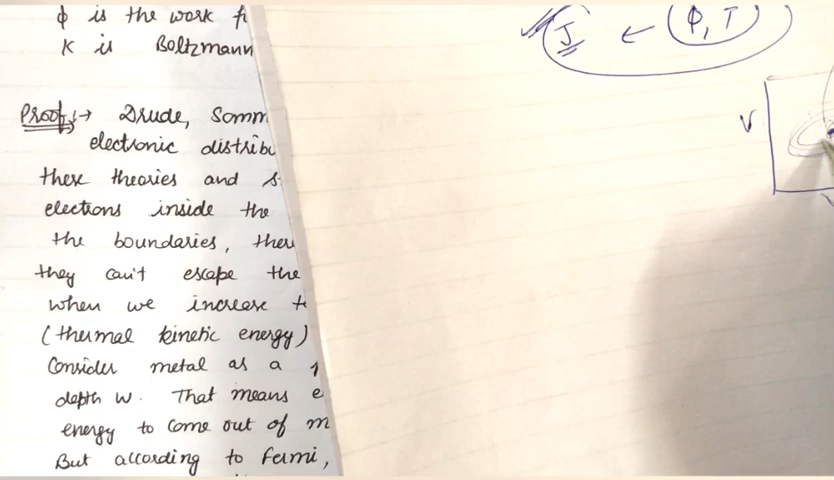 ϕ is the work f
K is Boltzmann
Proof :→ Drude, Somm
electronic distribu
these theories and s
electrons inside the
the boundaries, ther
they can't escape the
when we increase t
(thermal kinetic energy)
Consider metal as a p
depth W. That means e
energy to come out of m
But according to Fermi,
J ← ϕ, T
V